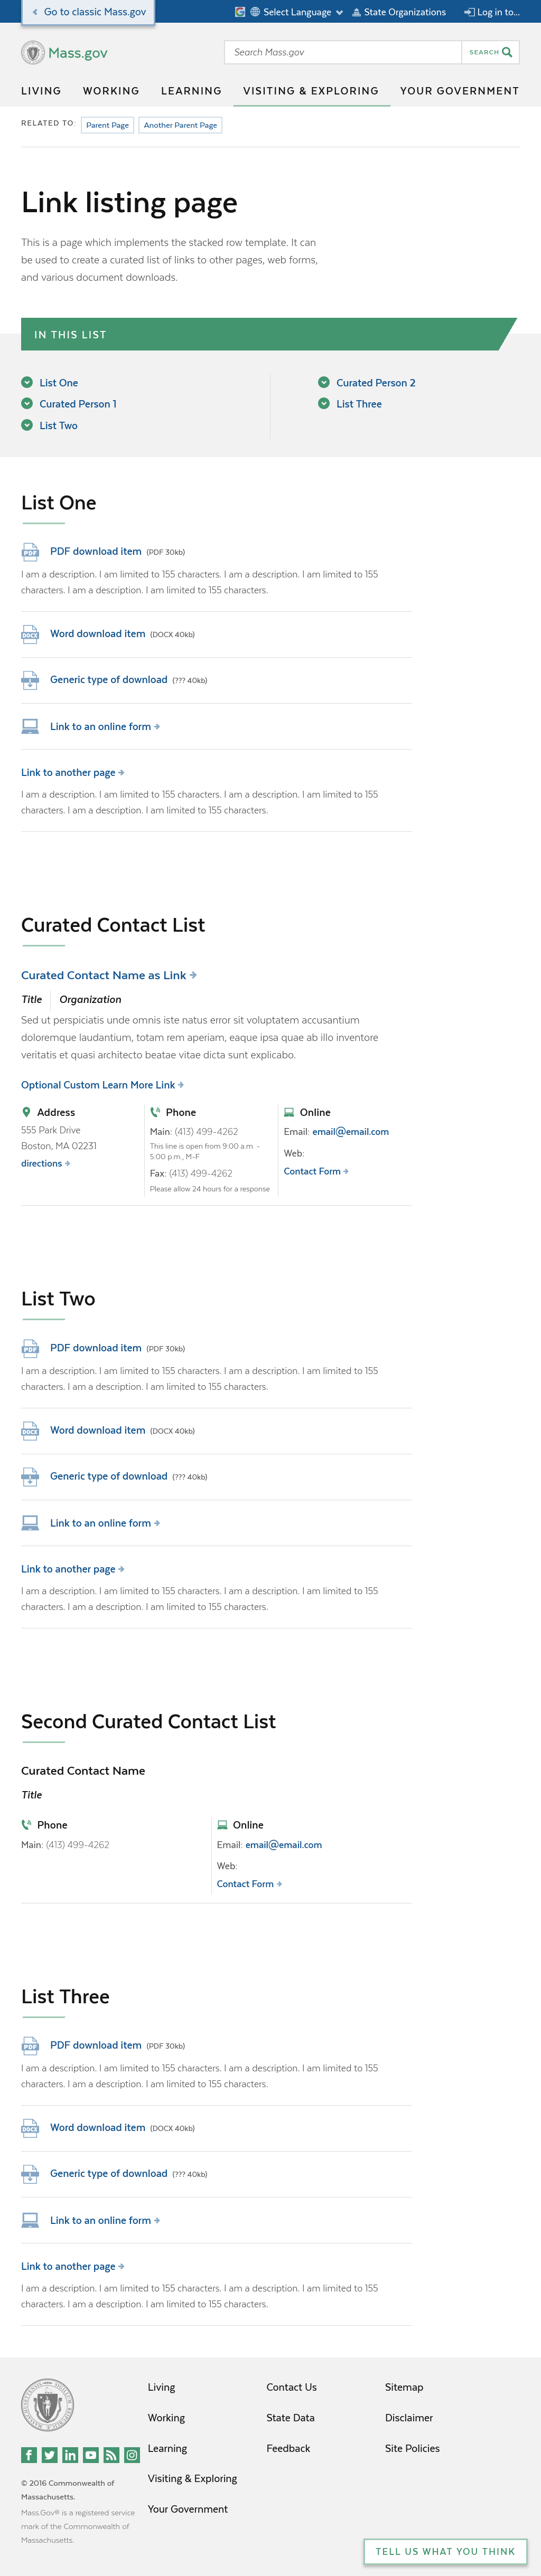 Go to classic Mass.gov
Select Language
State Organizations
Log in to...
Mass.gov
Search Mass.gov
SEARCH
LIVING WORKING LEARNING VISITING & EXPLORING YOUR GOVERNMENT
RELATED TO: Parent Page Another Parent Page
Link listing page
This is a page which implements the stacked row template. It can
be used to create a curated list of links to other pages, web forms,
and various document downloads.
IN THIS LIST
List One
Curated Person 1
List Two
Curated Person 2
List Three
List One
PDF
PDF download item (PDF 30kb)
I am a description. I am limited to 155 characters. I am a description. I am limited to 155
characters. I am a description. I am limited to 155 characters.
DOCX
Word download item (DOCX 40kb)
Generic type of download (??? 40kb)
Link to an online form
Link to another page
I am a description. I am limited to 155 characters. I am a description. I am limited to 155
characters. I am a description. I am limited to 155 characters.
Curated Contact List
Curated Contact Name as Link
Title Organization
Sed ut perspiciatis unde omnis iste natus error sit voluptatem accusantium
doloremque laudantium, totam rem aperiam, eaque ipsa quae ab illo inventore
veritatis et quasi architecto beatae vitae dicta sunt explicabo.
Optional Custom Learn More Link
Address
555 Park Drive
Boston, MA 02231
directions
Phone
Main: (413) 499-4262
This line is open from 9:00 a.m. -
5:00 p.m., M-F
Fax: (413) 499-4262
Please allow 24 hours for a response
Online
Email: email@email.com
Web:
Contact Form
List Two
PDF
PDF download item (PDF 30kb)
I am a description. I am limited to 155 characters. I am a description. I am limited to 155
characters. I am a description. I am limited to 155 characters.
DOCX
Word download item (DOCX 40kb)
Generic type of download (??? 40kb)
Link to an online form
Link to another page
I am a description. I am limited to 155 characters. I am a description. I am limited to 155
characters. I am a description. I am limited to 155 characters.
Second Curated Contact List
Curated Contact Name
Title
Phone
Main: (413) 499-4262
Online
Email: email@email.com
Web:
Contact Form
List Three
PDF
PDF download item (PDF 30kb)
I am a description. I am limited to 155 characters. I am a description. I am limited to 155
characters. I am a description. I am limited to 155 characters.
DOCX
Word download item (DOCX 40kb)
Generic type of download (??? 40kb)
Link to an online form
Link to another page
I am a description. I am limited to 155 characters. I am a description. I am limited to 155
characters. I am a description. I am limited to 155 characters.
© 2016 Commonwealth of
Massachusetts.
Mass.Gov® is a registered service
mark of the Commonwealth of
Massachusetts.
Living
Working
Learning
Visiting & Exploring
Your Government
Contact Us
State Data
Feedback
Sitemap
Disclaimer
Site Policies
TELL US WHAT YOU THINK